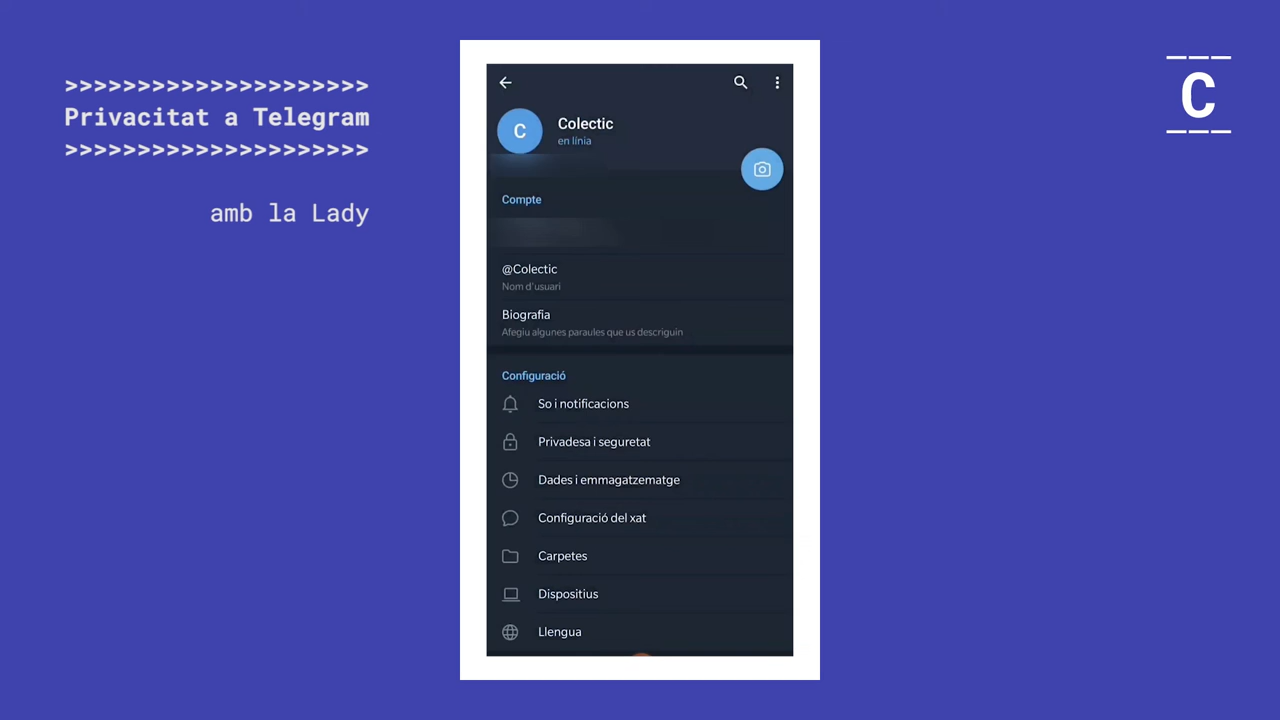 >>>>>>>>>>>>>>>>>>>>>
Privacitat a Telegram
>>>>>>>>>>>>>>>>>>>>>
amb la Lady
C
C
Colectic
en línia
Compte
@Colectic
Nom d'usuari
Biografia
Afegiu algunes paraules que us descriguin
Configuració
So i notificacions
Privadesa i seguretat
Dades i emmagatzematge
Configuració del xat
Carpetes
Dispositius
Llengua